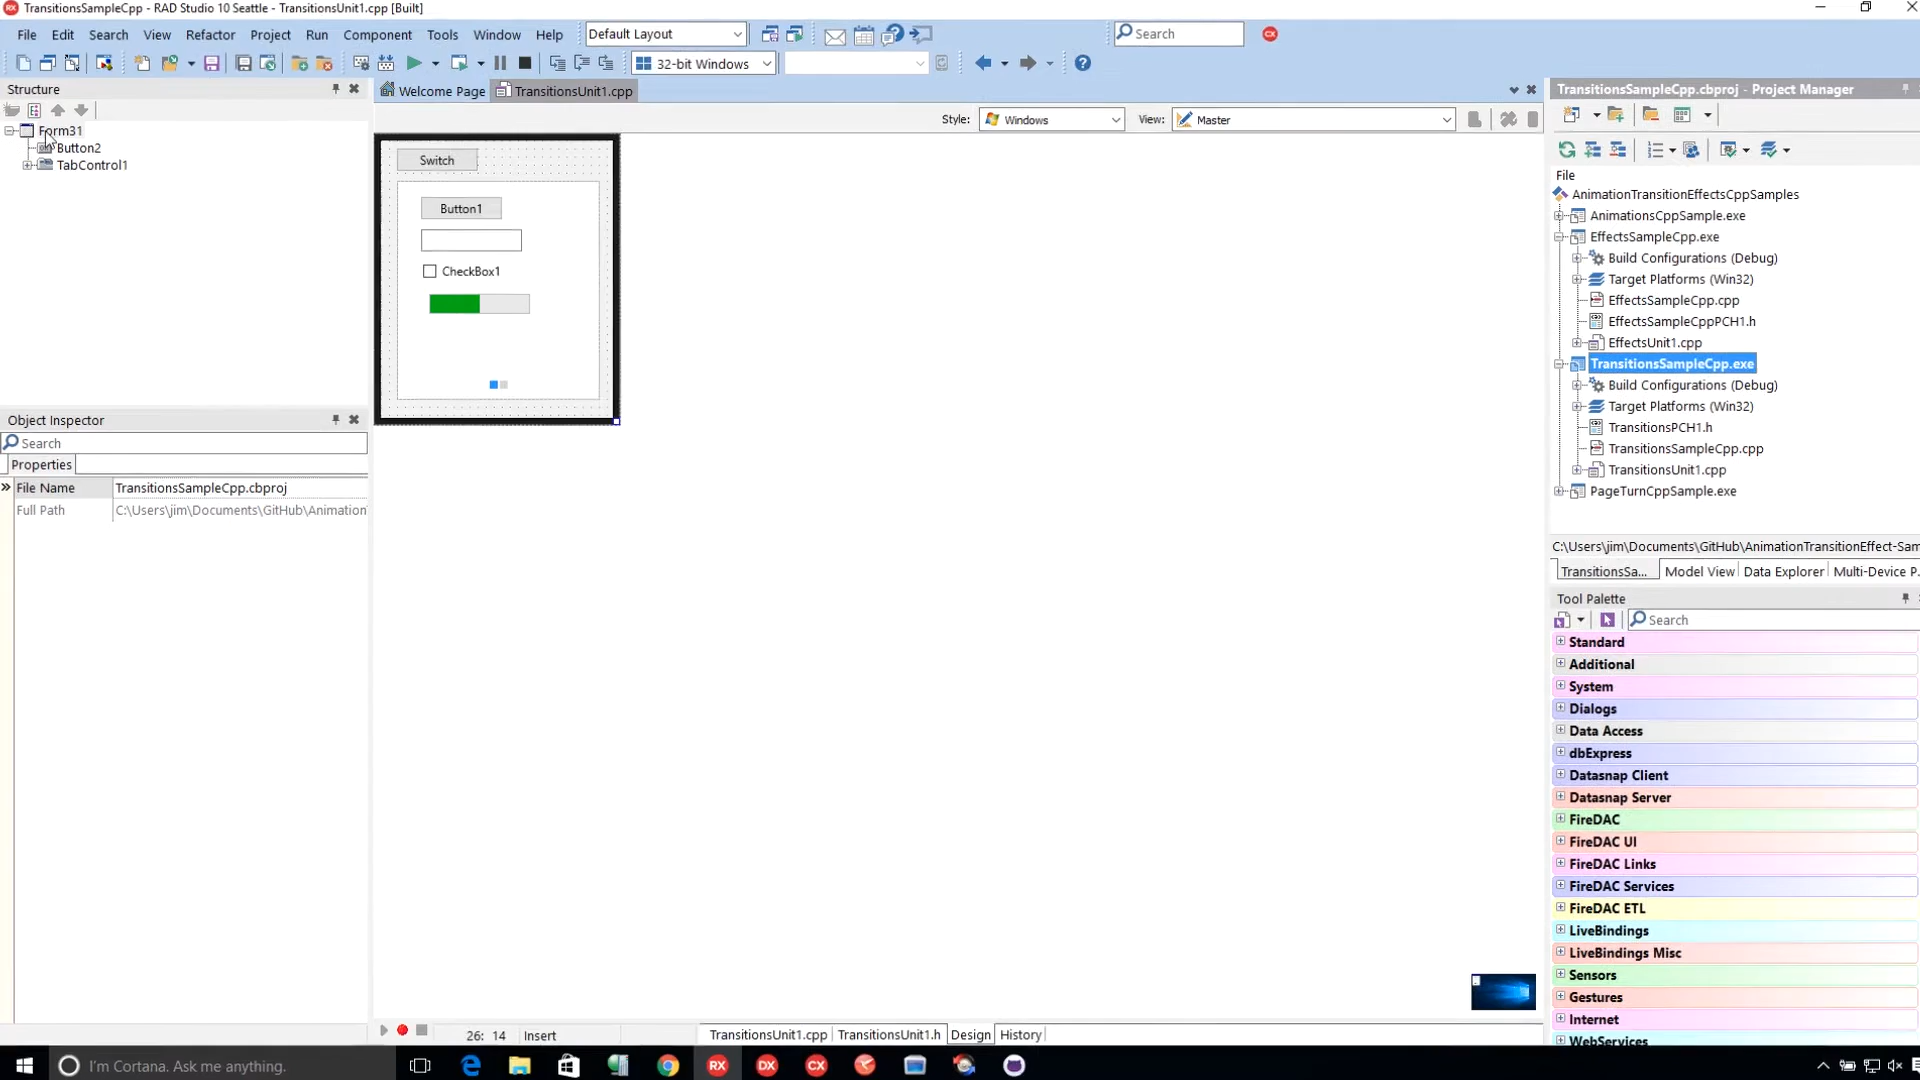 TransitionsSampleCpp - RAD Studio 10 Seattle - TransitionsUnit1.cpp [Built]
File Edit Search View Refactor Project Run Component Tools Window Help Default Layout Search
32-bit Windows
Structure
Form31
Button2
TabControl1
Object Inspector
Search
Properties
File Name TransitionsSampleCpp.cbproj
Full Path C:\Users\jim\Documents\GitHub\Animation
Welcome Page TransitionsUnit1.cpp
Style: Windows View: Master
Switch
Button1
CheckBox1
26: 14 Insert TransitionsUnit1.cpp TransitionsUnit1.h Design History
TransitionsSampleCpp.cbproj - Project Manager
File
AnimationTransitionEffectsCppSamples
AnimationsCppSample.exe
EffectsSampleCpp.exe
Build Configurations (Debug)
Target Platforms (Win32)
EffectsSampleCpp.cpp
EffectsSampleCppPCH1.h
EffectsUnit1.cpp
TransitionsSampleCpp.exe
Build Configurations (Debug)
Target Platforms (Win32)
TransitionsPCH1.h
TransitionsSampleCpp.cpp
TransitionsUnit1.cpp
PageTurnCppSample.exe
C:\Users\jim\Documents\GitHub\AnimationTransitionEffect-Sam
TransitionsSa... Model View Data Explorer Multi-Device P.
Tool Palette
Search
Standard
Additional
System
Dialogs
Data Access
dbExpress
Datasnap Client
Datasnap Server
FireDAC
FireDAC UI
FireDAC Links
FireDAC Services
FireDAC ETL
LiveBindings
LiveBindings Misc
Sensors
Gestures
Internet
WebServices
I'm Cortana. Ask me anything. RX DX CX